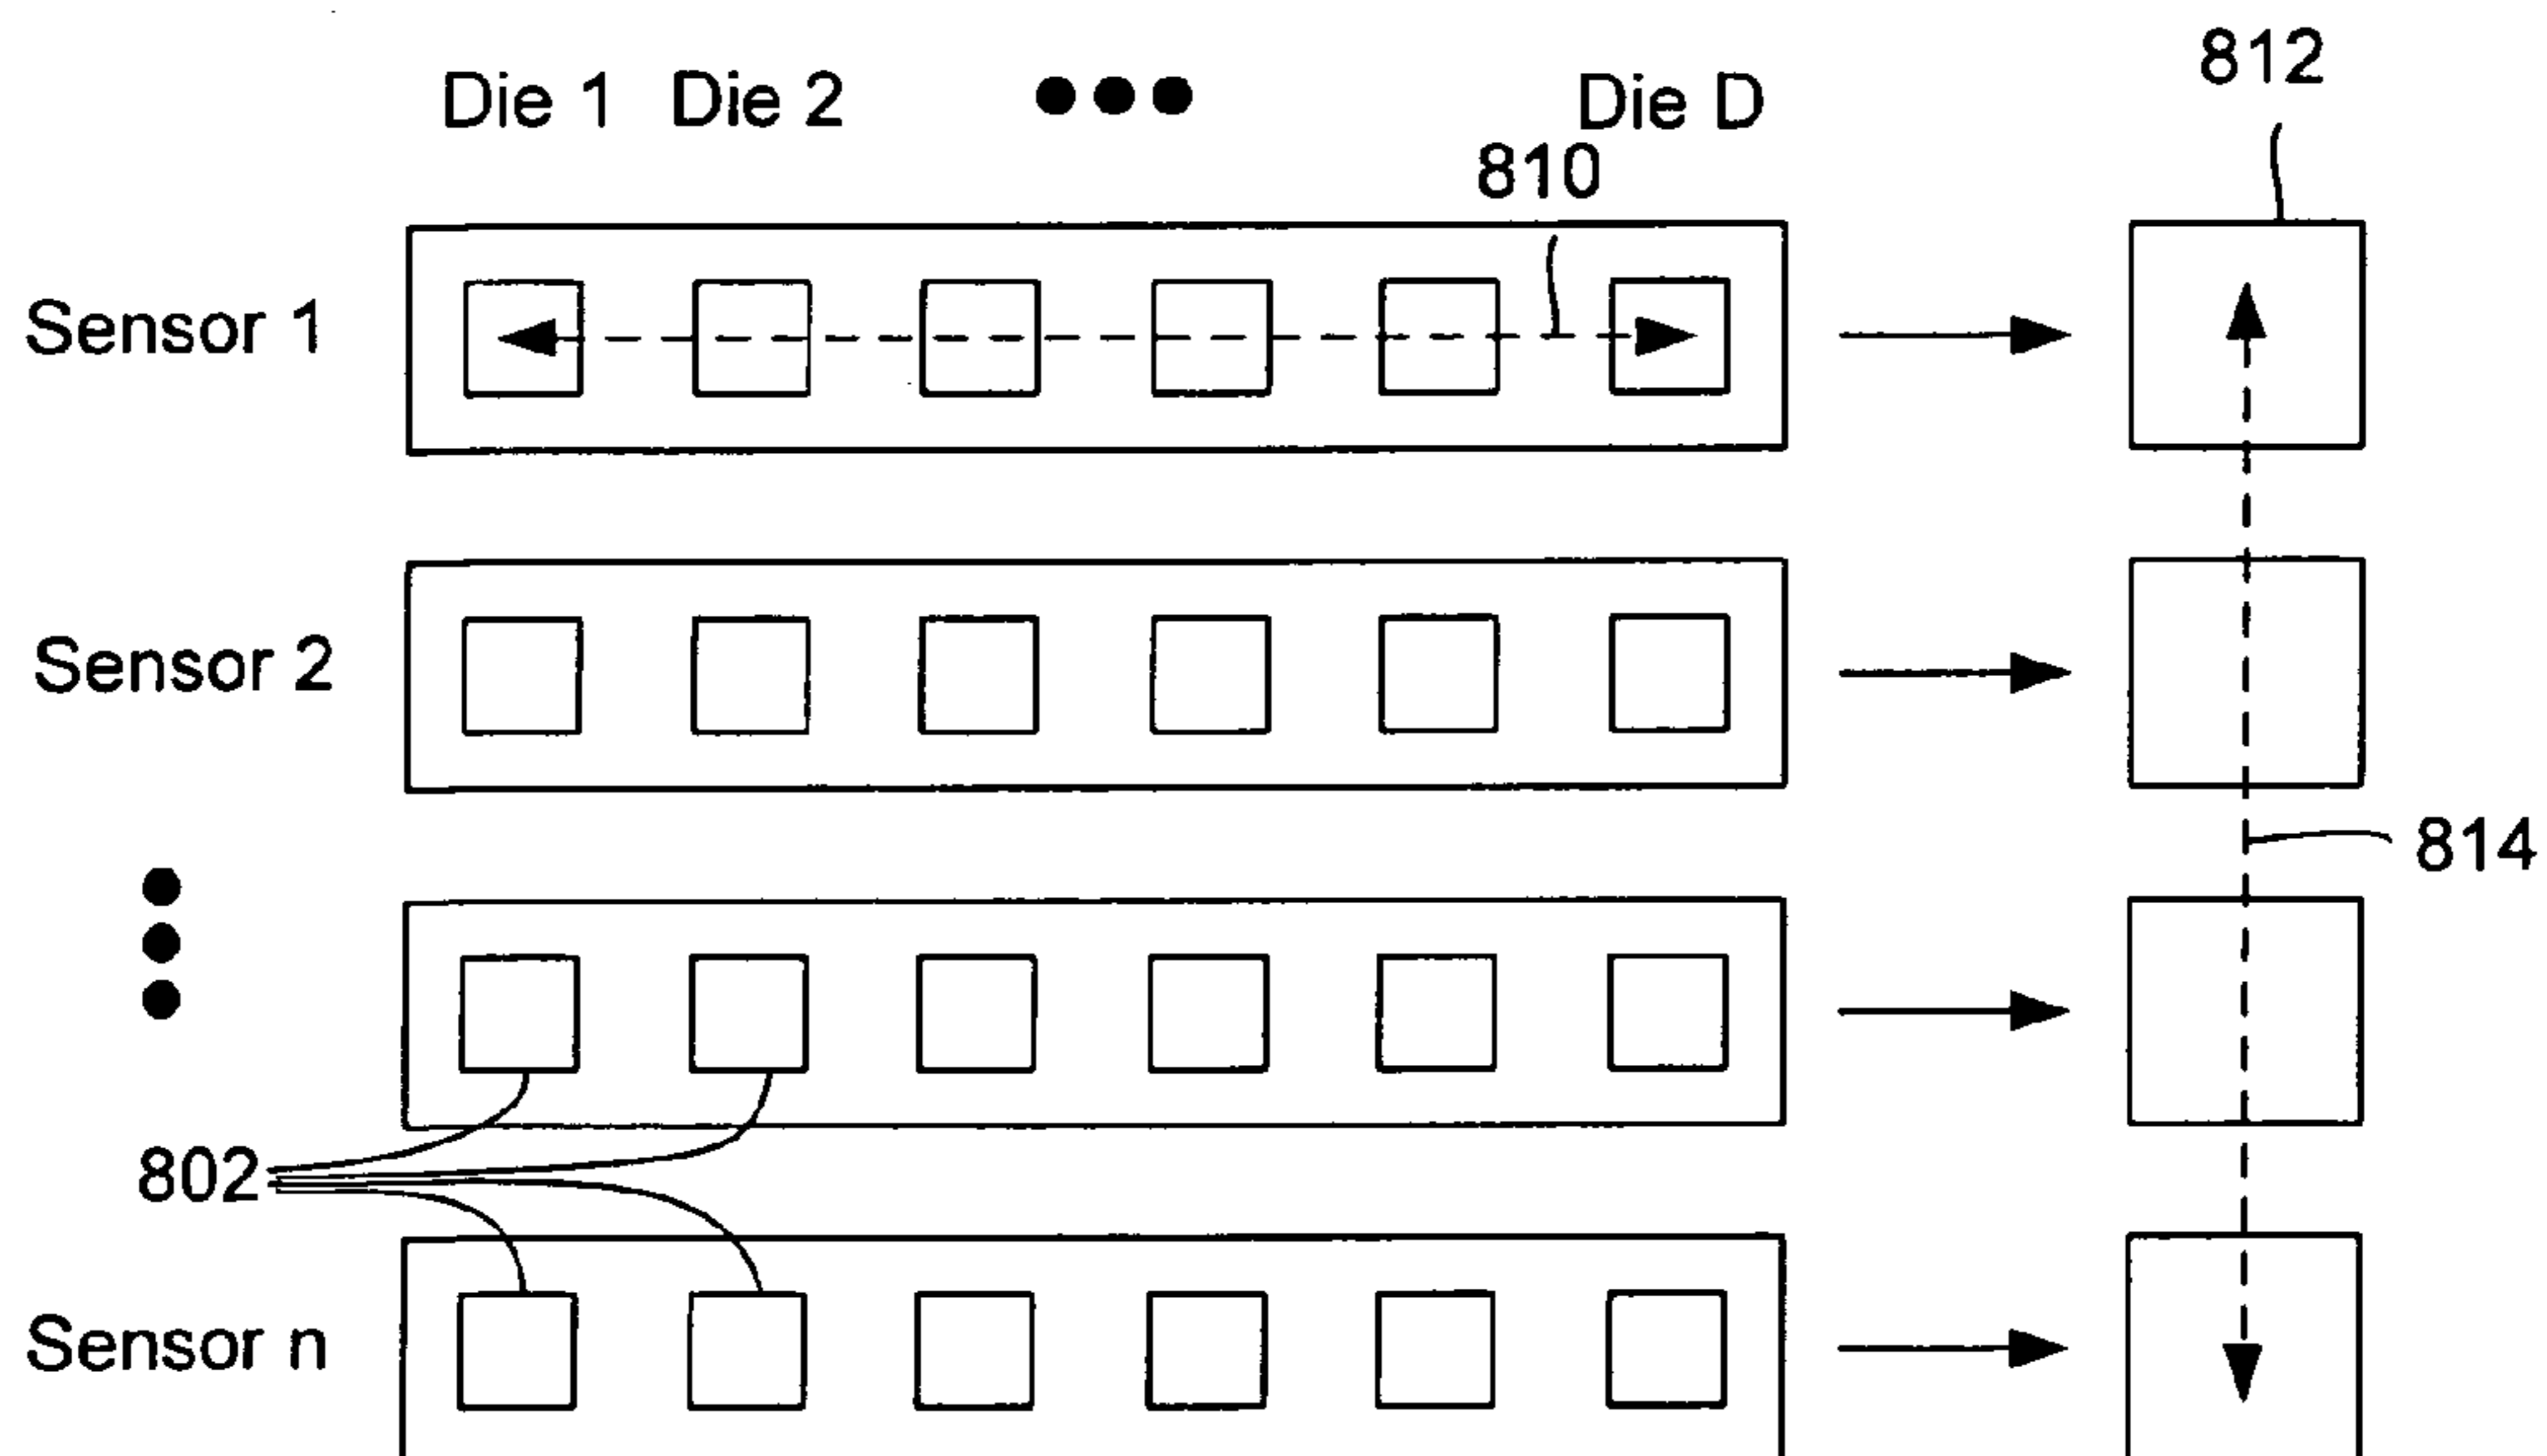 812
Die 1 Die 2 Die D
810
Sensor 1
Sensor 2
814
802
Sensor n